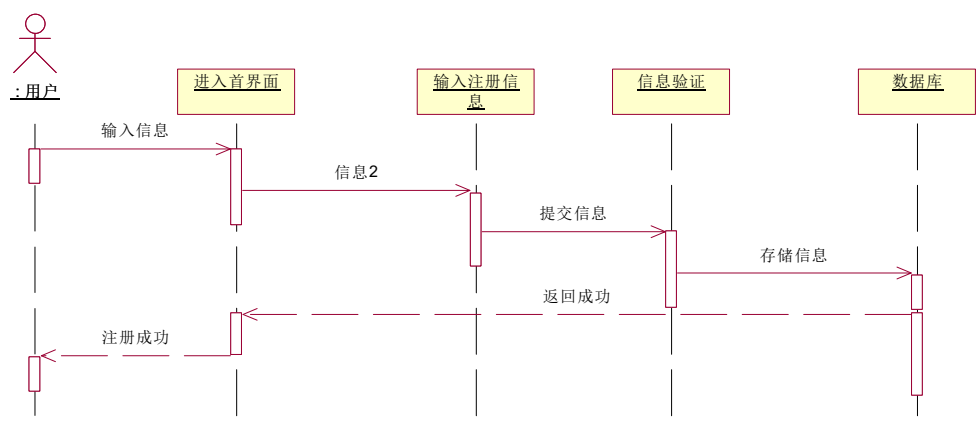 :用户
进入首界面
输入注册信
息
信息验证
数据库
输入信息
信息2
提交信息
存储信息
返回成功
注册成功